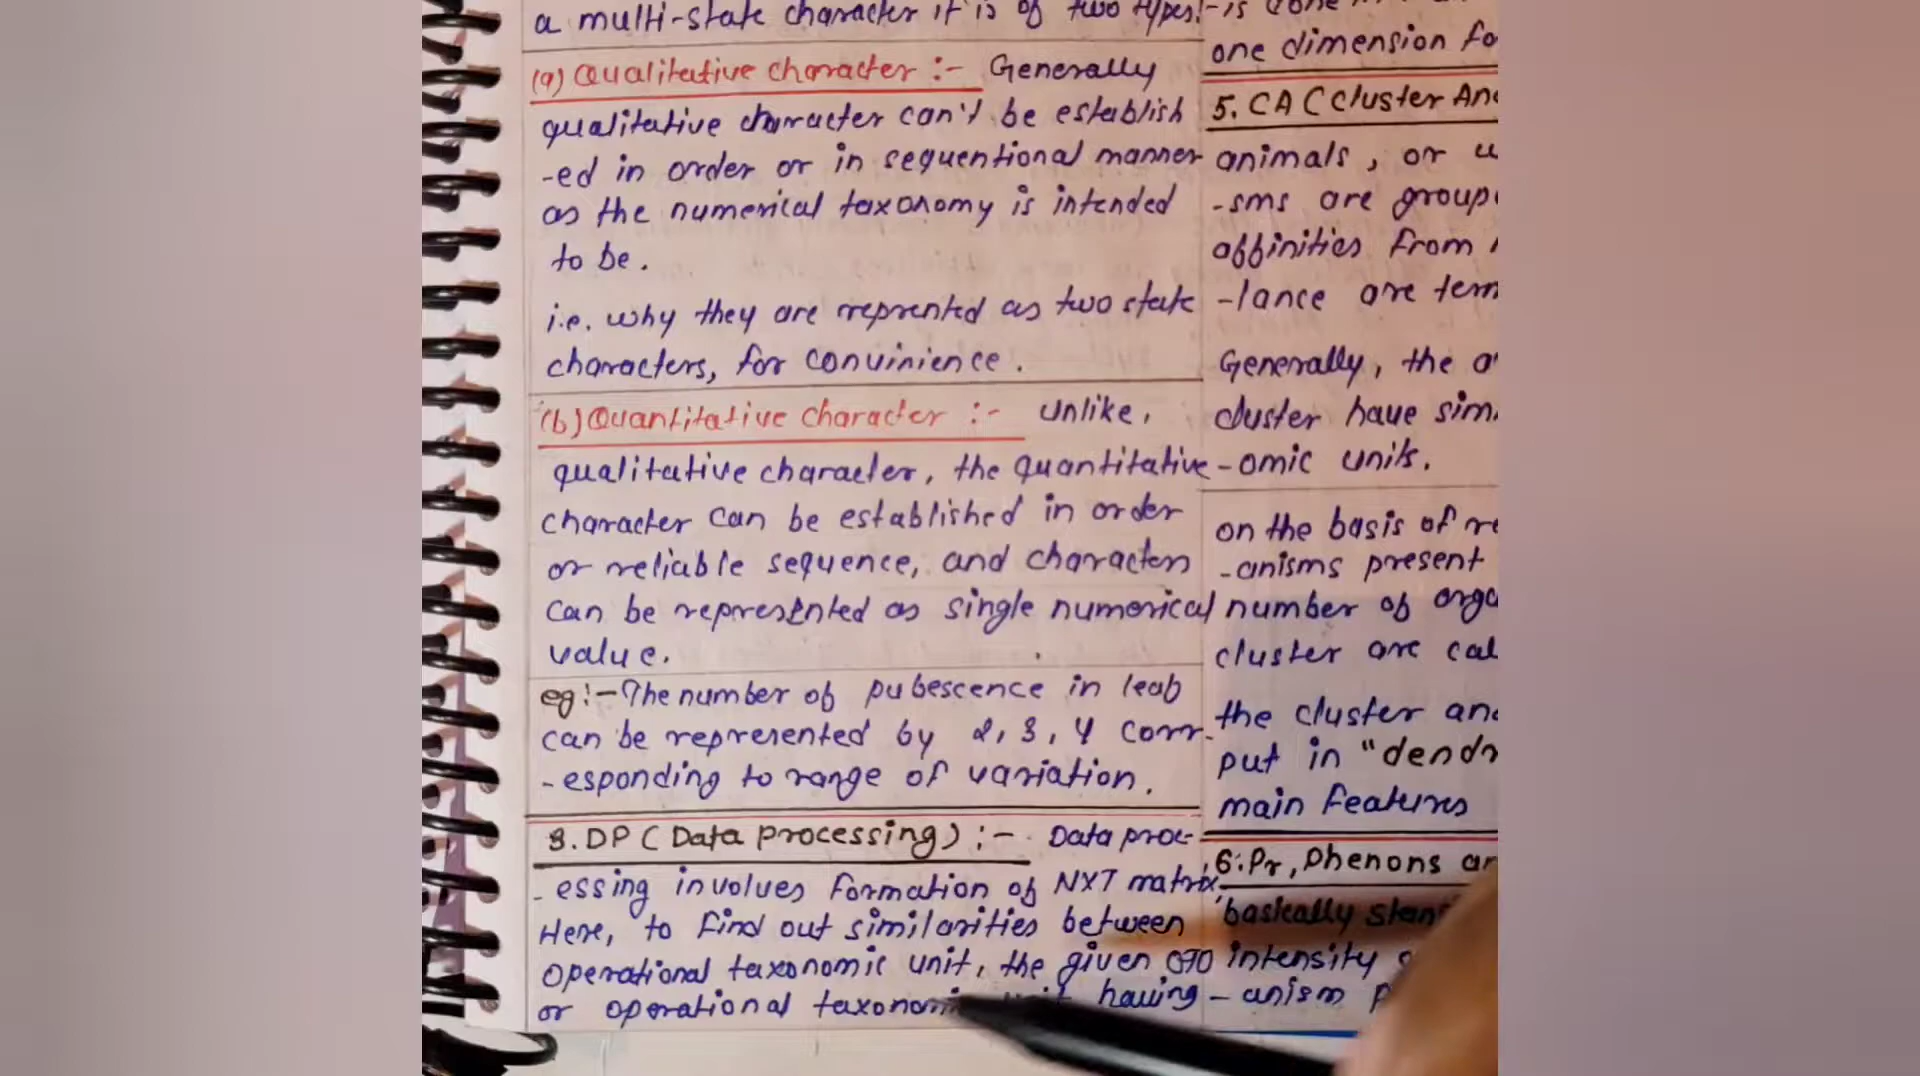 a multi-state character it is of two types:-
(a) Qualitative character :- Generally
qualitative character can't be establish
-ed in order or in sequentional manner
as the numerical taxonomy is intended
to be.
i.e. why they are reprented as two state
characters, for convinience.
(b) Quantitative character :- Unlike,
qualitative character, the quantitative
character can be established in order
or reliable sequence, and characters
can be represented as single numerical
value.
eg:- The number of pubescence in leaf
can be represented by 2, 3, 4 corr-
-esponding to range of variation.
3. DP (Data processing) :- Data proc-
-essing involves formation of NXT matrix
Here, to find out similarities between
operational taxonomic unit, the given OTU
or operational taxonomic unit having
-is done
one dimension fo
5. CA (Cluster An
animals, or u
-sms are group
affinities from
-lance are tem
Generally, the
cluster have sim
-omic units.
on the basis of re
-anisms present
number of orga
cluster are cal
the cluster an
put in "dendr
main features
6. Pr, Phenons an
basically stan
intensity
-anism p